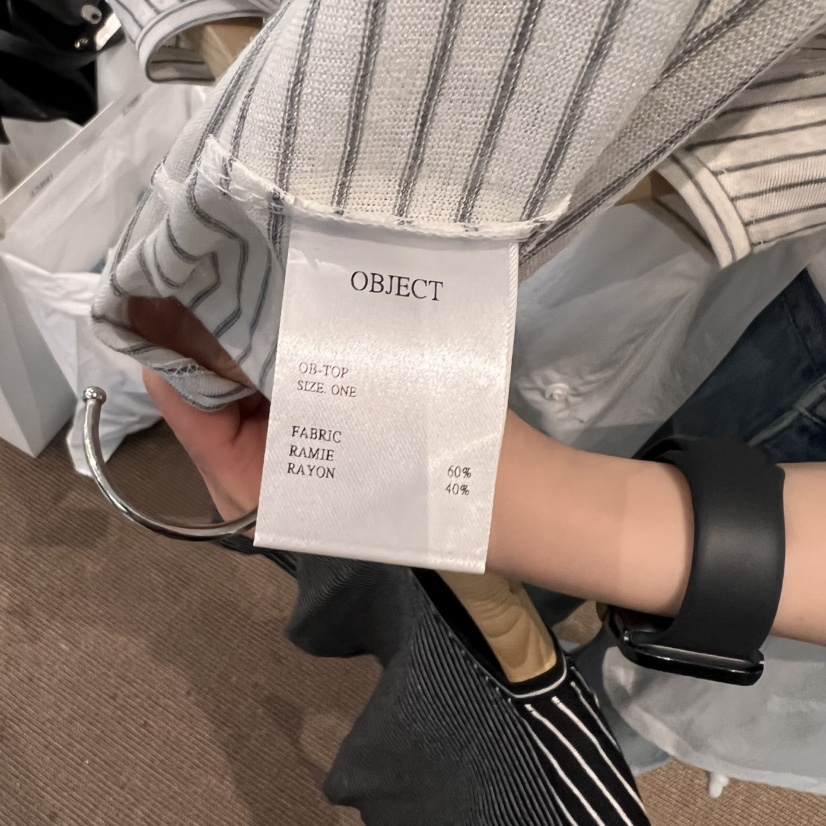 OBJECT
OB-TOP
SIZE. ONE
FABRIC
RAMIE 60%
RAYON 40%